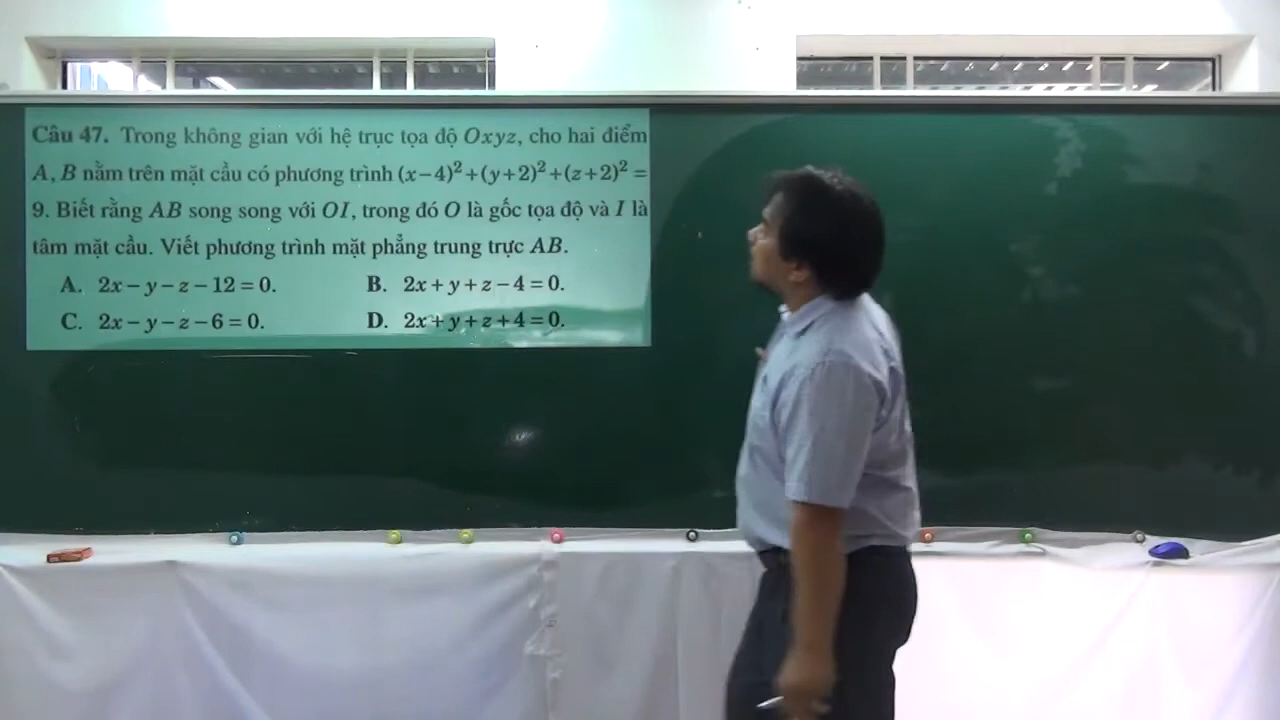 Câu 47. Trong không gian với hệ trục tọa độ Oxyz, cho hai điểm
A, B nằm trên mặt cầu có phương trình (x−4)²+(y+2)²+(z+2)² =
9. Biết rằng AB song song với OI, trong đó O là gốc tọa độ và I là
tâm mặt cầu. Viết phương trình mặt phẳng trung trực AB.
A. 2x−y−z−12=0. B. 2x+y+z−4=0.
C. 2x−y−z−6=0. D. 2x+y+z+4=0.